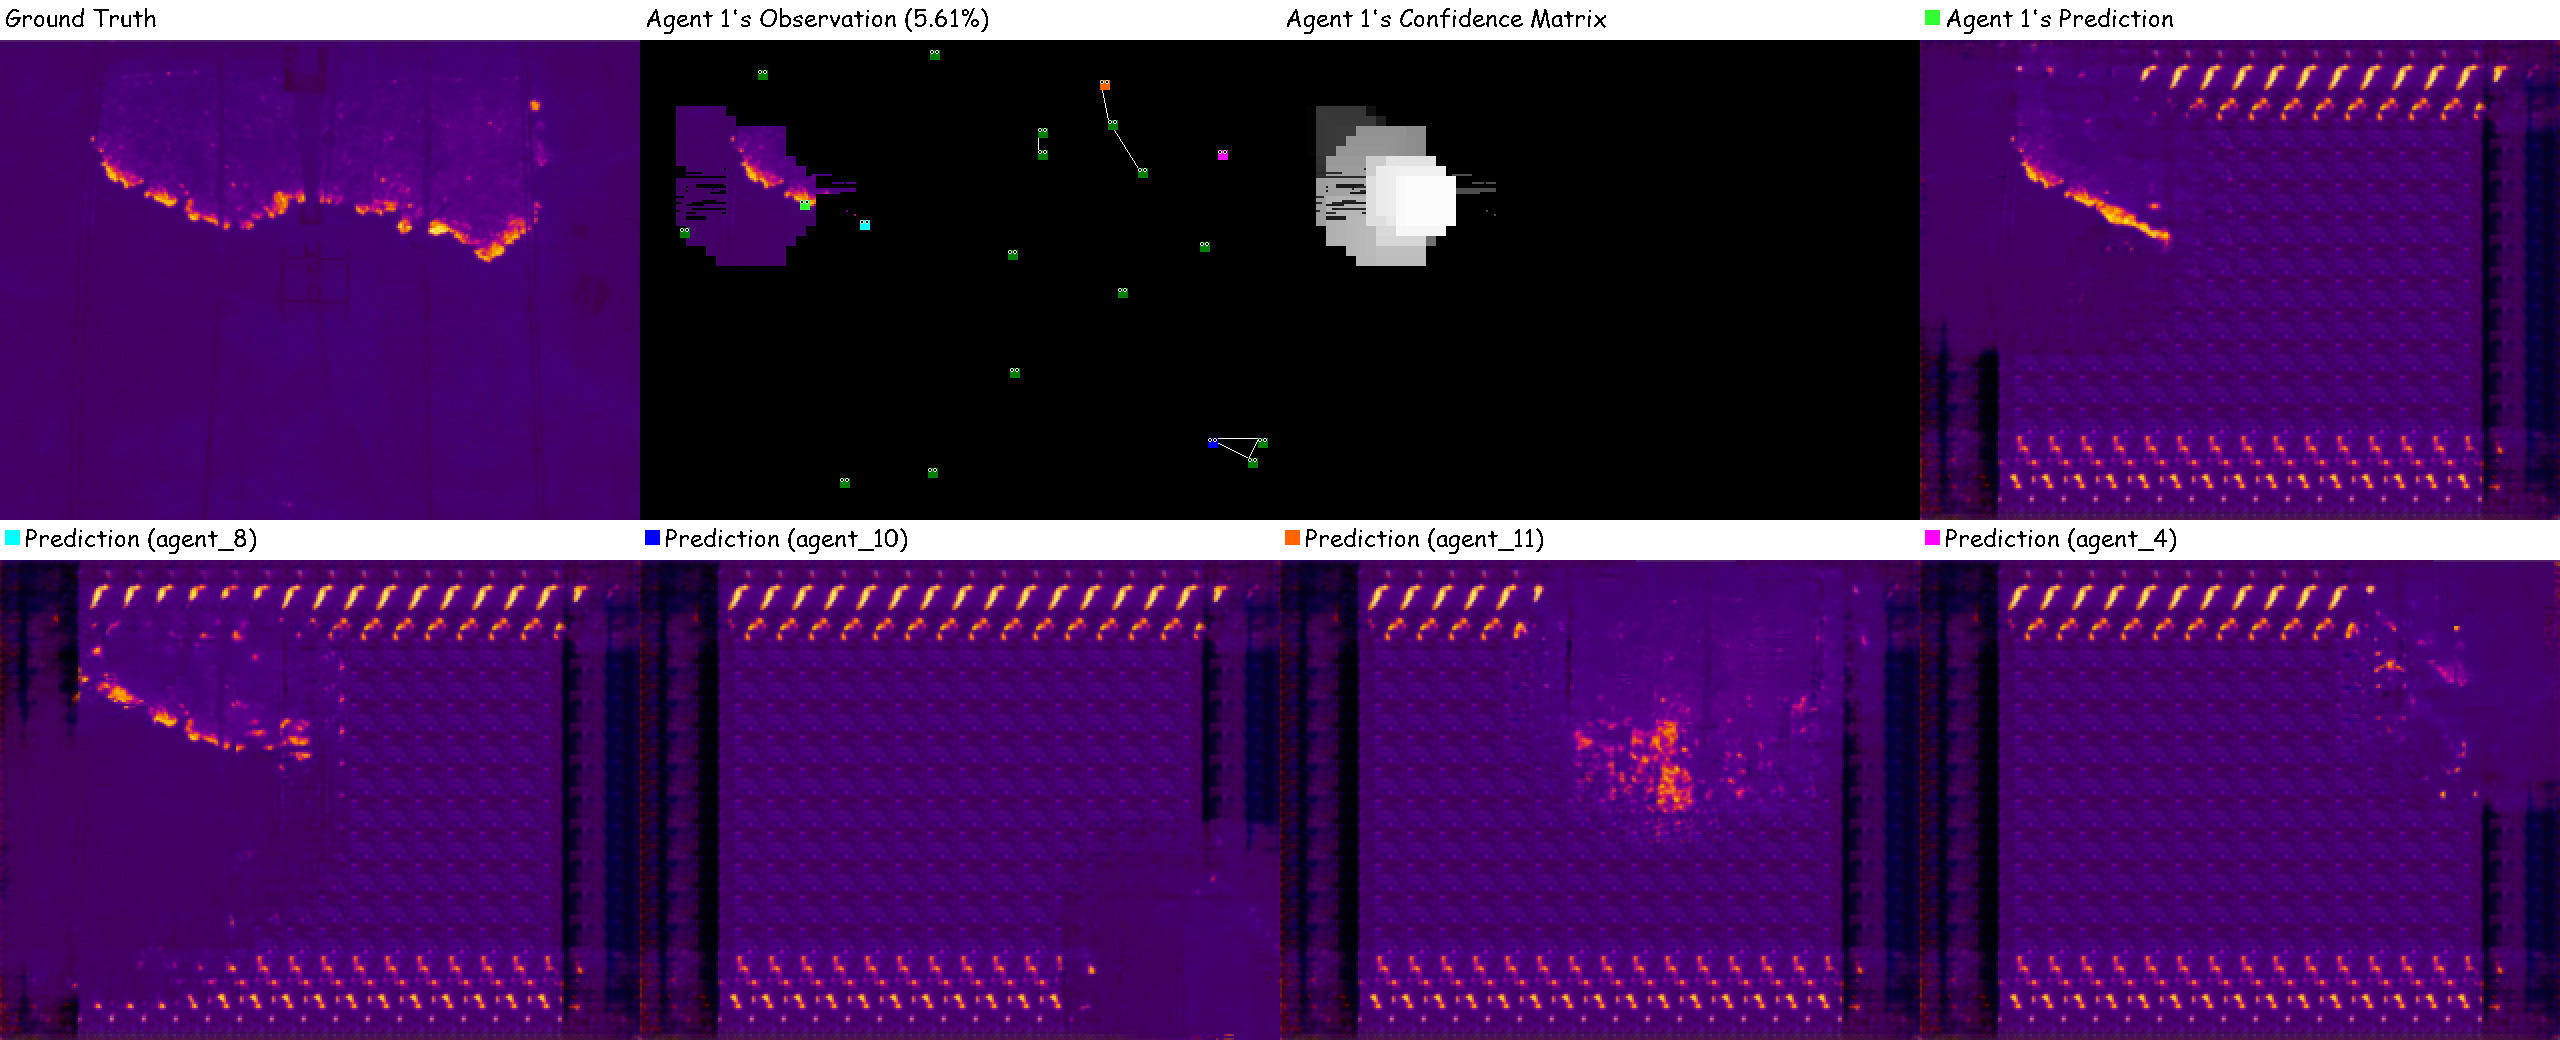 Ground Truth
Agent 1's Observation (5.61%)
Agent 1's Confidence Matrix
Agent 1's Prediction
Prediction (agent_8)
Prediction (agent_10)
Prediction (agent_11)
Prediction (agent_4)